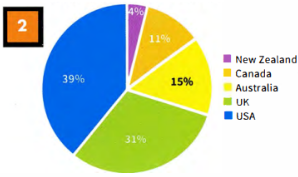 2
4%
11%
15%
31%
39%
New Zealand
Canada
Australia
UK
USA